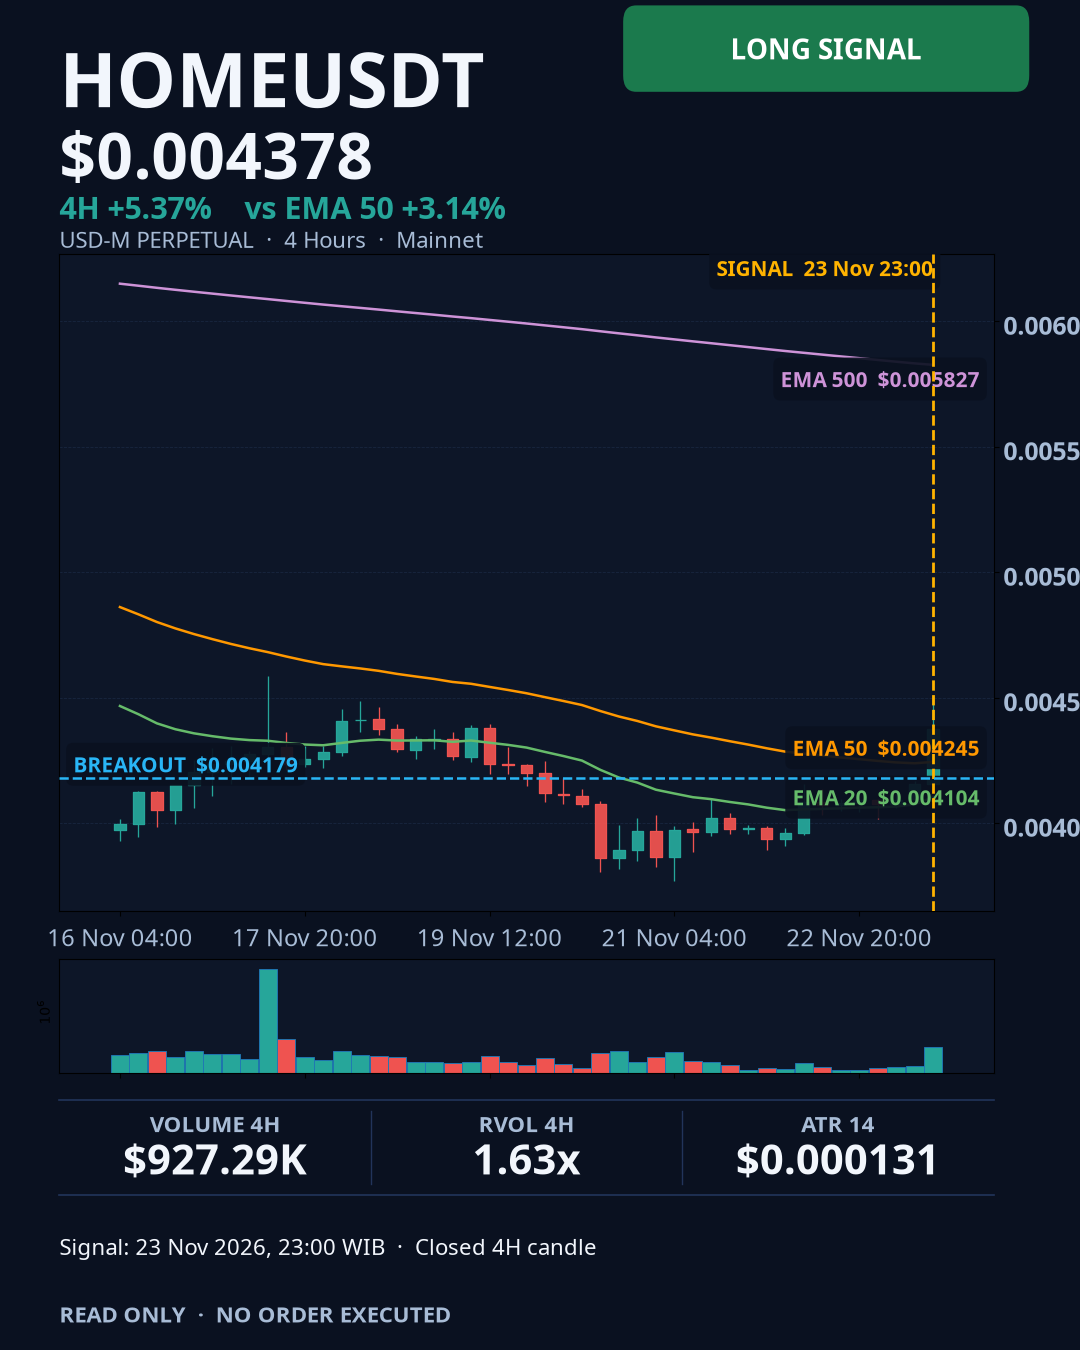 LONG SIGNAL
HOMEUSDT
$0.004378
4H +5.37% vs EMA 50 +3.14%
USD-M PERPETUAL · 4 Hours · Mainnet
SIGNAL 23 Nov 23:00
0.0060
EMA 500 $0.005827
0.0055
0.0050
0.0045
EMA 50 $0.004245
BREAKOUT $0.004179
EMA 20 $0.004104
0.0040
16 Nov 04:00 17 Nov 20:00 19 Nov 12:00 21 Nov 04:00 22 Nov 20:00
10⁶
VOLUME 4H RVOL 4H ATR 14
$927.29K 1.63x $0.000131
Signal: 23 Nov 2026, 23:00 WIB · Closed 4H candle
READ ONLY · NO ORDER EXECUTED